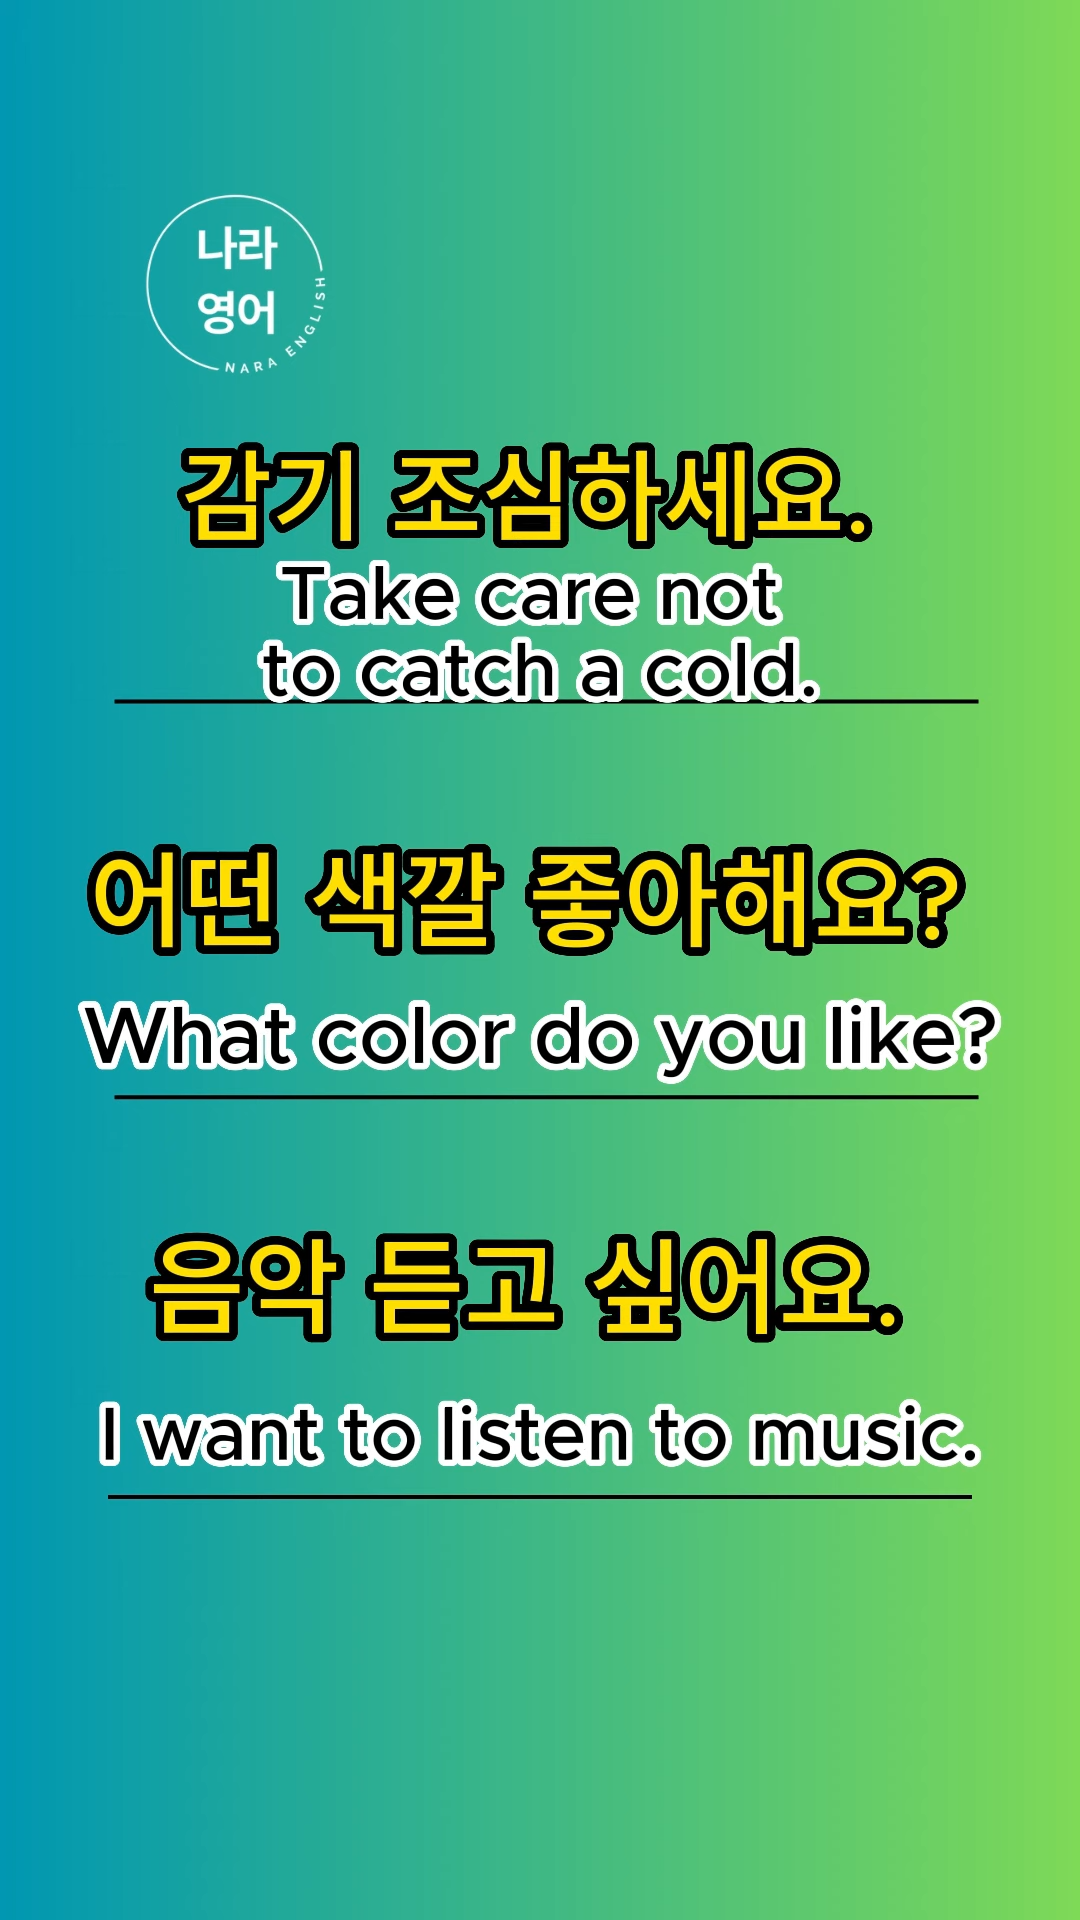 나라
영어
NARA ENGLISH
감기 조심하세요.
Take care not
to catch a cold.
어떤 색깔 좋아해요?
What color do you like?
음악 듣고 싶어요.
I want to listen to music.